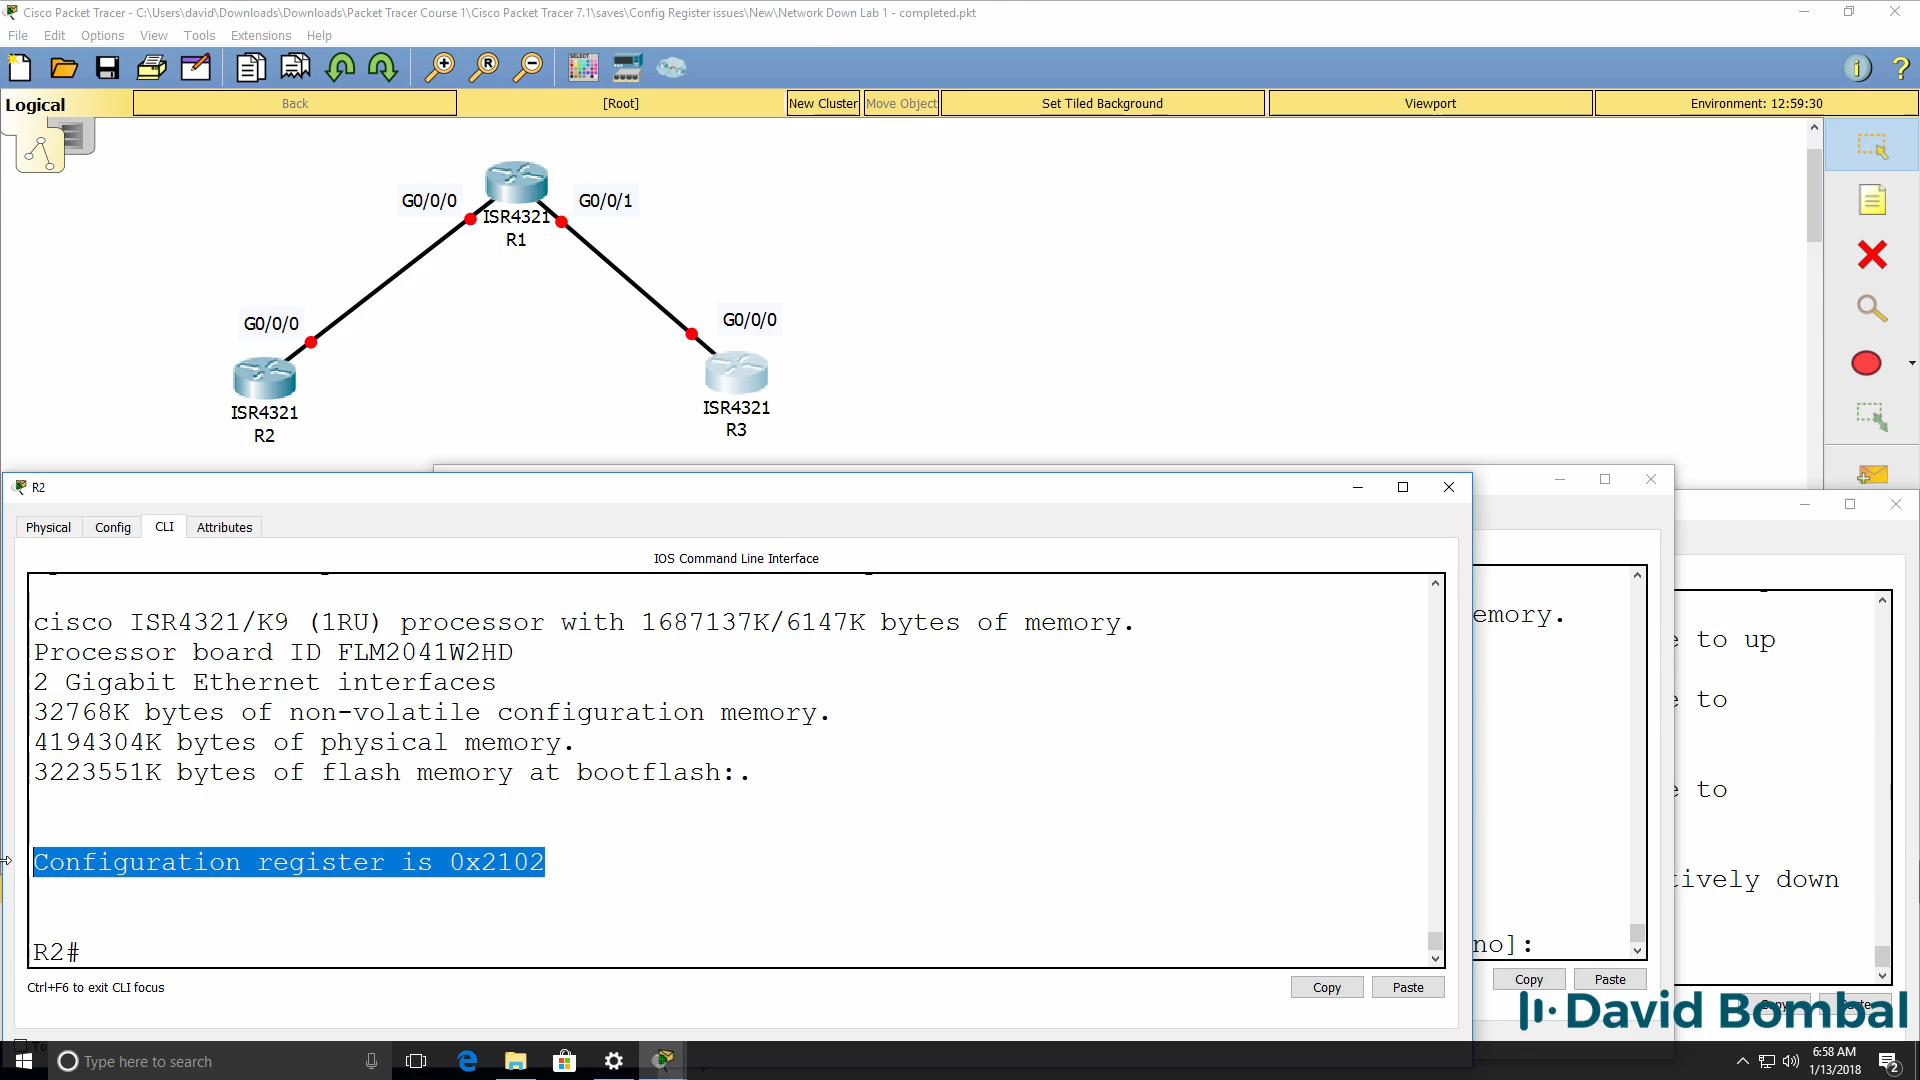 Cisco Packet Tracer - C:\Users\david\Downloads\Downloads\Packet Tracer Course 1\Cisco Packet Tracer 7.1\saves\Config Register issues\New\Network Down Lab 1 - completed.pkt
File Edit Options View Tools Extensions Help
Logical Back [Root] New Cluster Move Object Set Tiled Background Viewport Environment: 12:59:30
G0/0/0
G0/0/1
ISR4321
R1
G0/0/0
G0/0/0
ISR4321
R2
ISR4321
R3
R2
Physical Config CLI Attributes
IOS Command Line Interface
cisco ISR4321/K9 (1RU) processor with 1687137K/6147K bytes of memory.
Processor board ID FLM2041W2HD
2 Gigabit Ethernet interfaces
32768K bytes of non-volatile configuration memory.
4194304K bytes of physical memory.
3223551K bytes of flash memory at bootflash:.
Configuration register is 0x2102
R2#
Ctrl+F6 to exit CLI focus
Copy Paste
emory.
no]:
Copy Paste
e to up
e to
e to
tively down
Copy
David Bombal
Type here to search
6:58 AM
1/13/2018
2